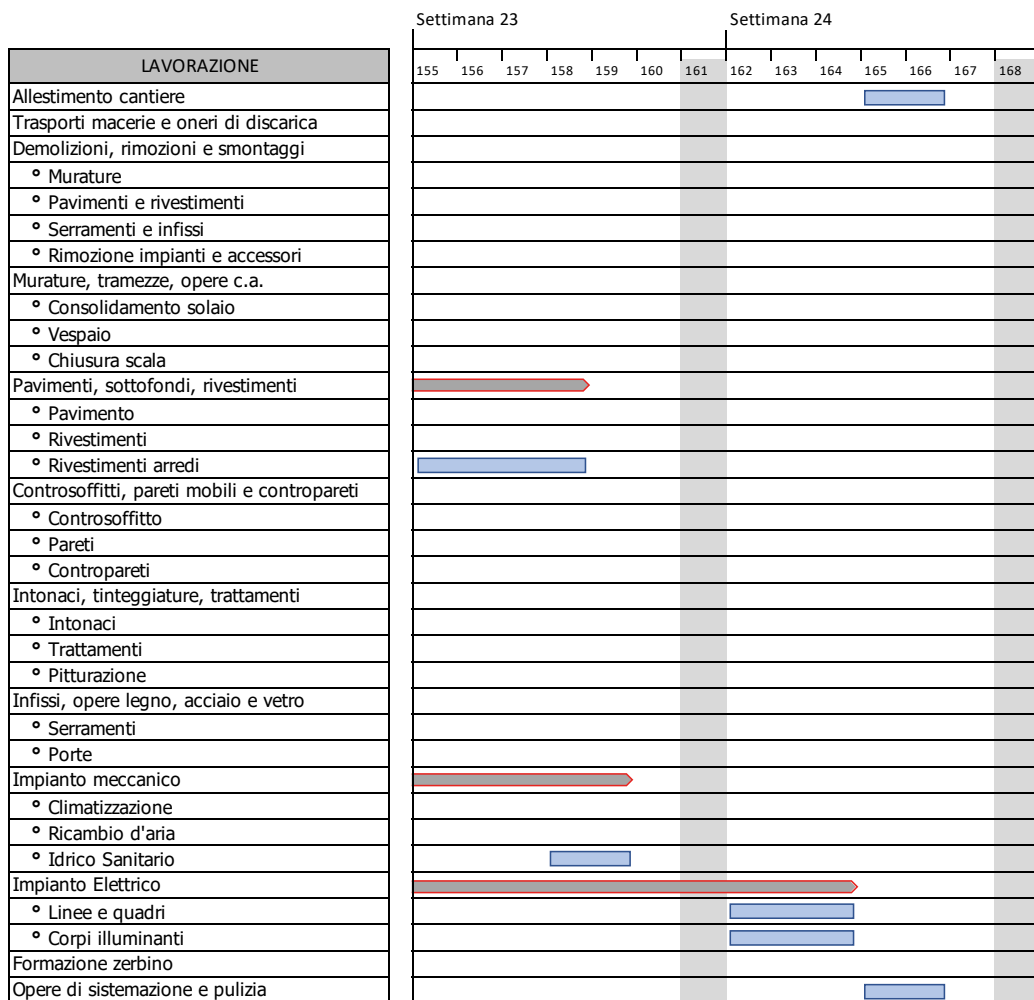 Settimana 23 Settimana 24
LAVORAZIONE 155 156 157 158 159 160 161 162 163 164 165 166 167 168
Allestimento cantiere
Trasporti macerie e oneri di discarica
Demolizioni, rimozioni e smontaggi
° Murature
° Pavimenti e rivestimenti
° Serramenti e infissi
° Rimozione impianti e accessori
Murature, tramezze, opere c.a.
° Consolidamento solaio
° Vespaio
° Chiusura scala
Pavimenti, sottofondi, rivestimenti
° Pavimento
° Rivestimenti
° Rivestimenti arredi
Controsoffitti, pareti mobili e contropareti
° Controsoffitto
° Pareti
° Contropareti
Intonaci, tinteggiature, trattamenti
° Intonaci
° Trattamenti
° Pitturazione
Infissi, opere legno, acciaio e vetro
° Serramenti
° Porte
Impianto meccanico
° Climatizzazione
° Ricambio d'aria
° Idrico Sanitario
Impianto Elettrico
° Linee e quadri
° Corpi illuminanti
Formazione zerbino
Opere di sistemazione e pulizia